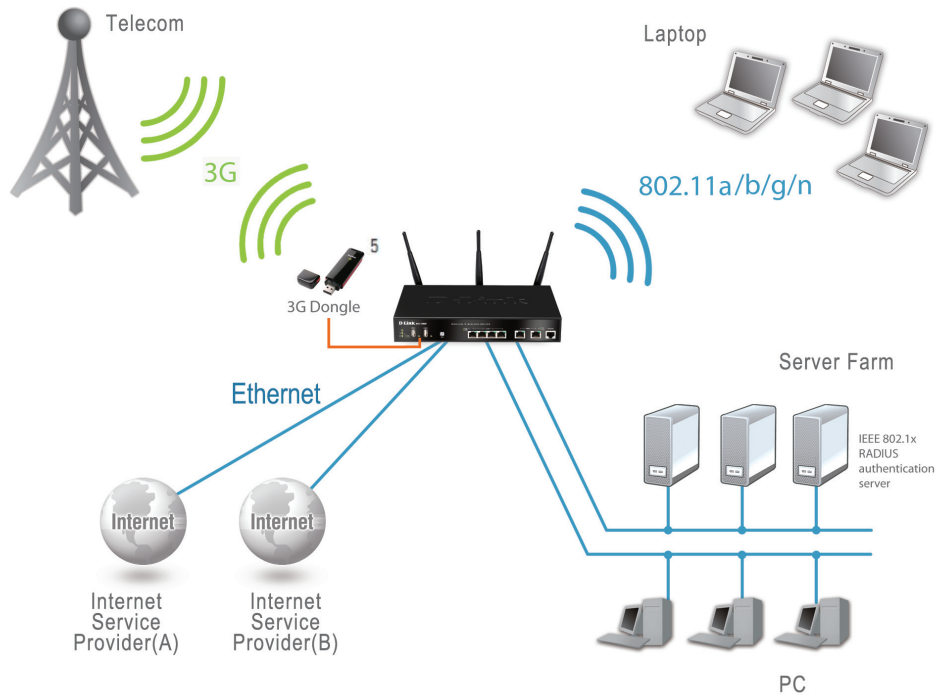 Telecom
Laptop
3G
802.11a/b/g/n
5
3G Dongle
D-Link
D-Link
Ethernet
Server Farm
IEEE 802.1x
RADIUS
authentication
server
Internet
Internet
Internet
Service
Provider(A)
Internet
Service
Provider(B)
PC